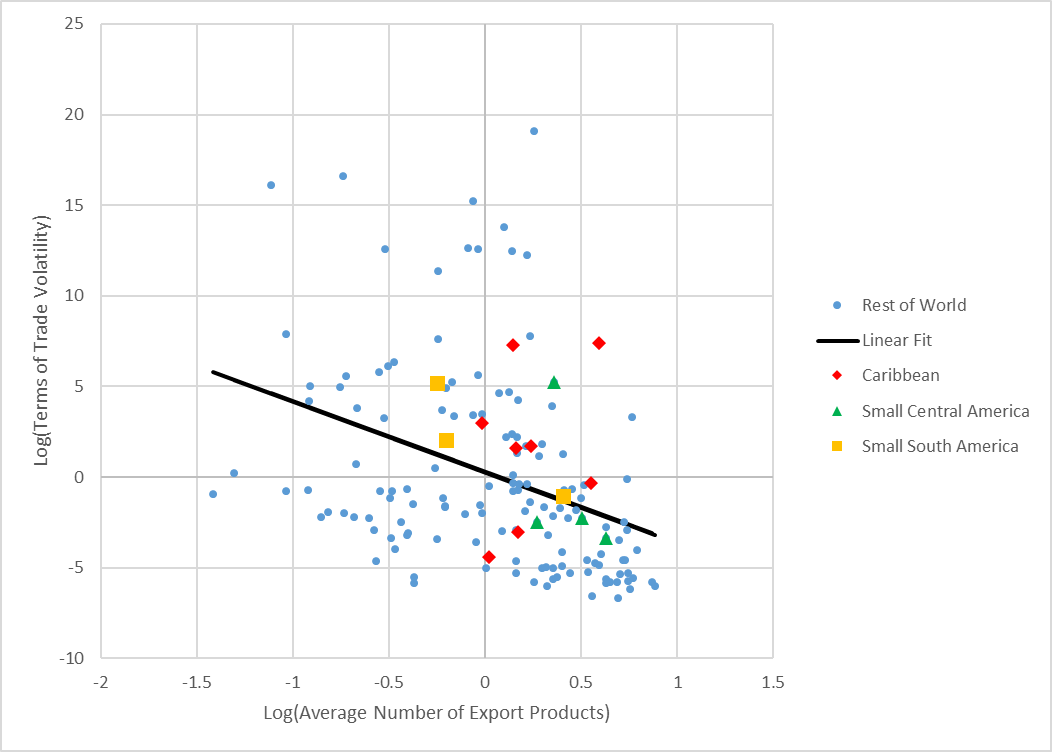 25
20
15
10
5
0
-5
-10
-2
-1.5
-1
-0.5
0
0.5
1
1.5
Log(Terms of Trade Volatility)
Log(Average Number of Export Products)
Rest of World
Linear Fit
Caribbean
Small Central America
Small South America